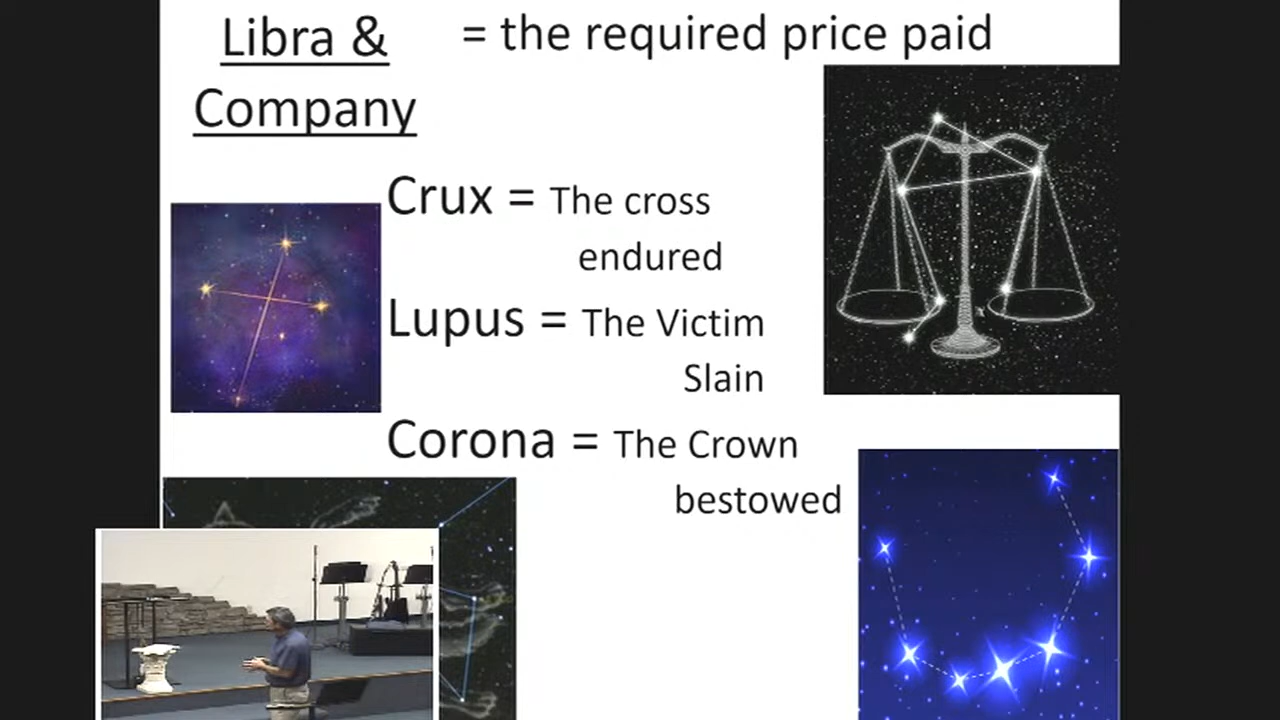 Libra & = the required price paid
Company
Crux = The cross
endured
Lupus = The Victim
Slain
Corona = The Crown
bestowed